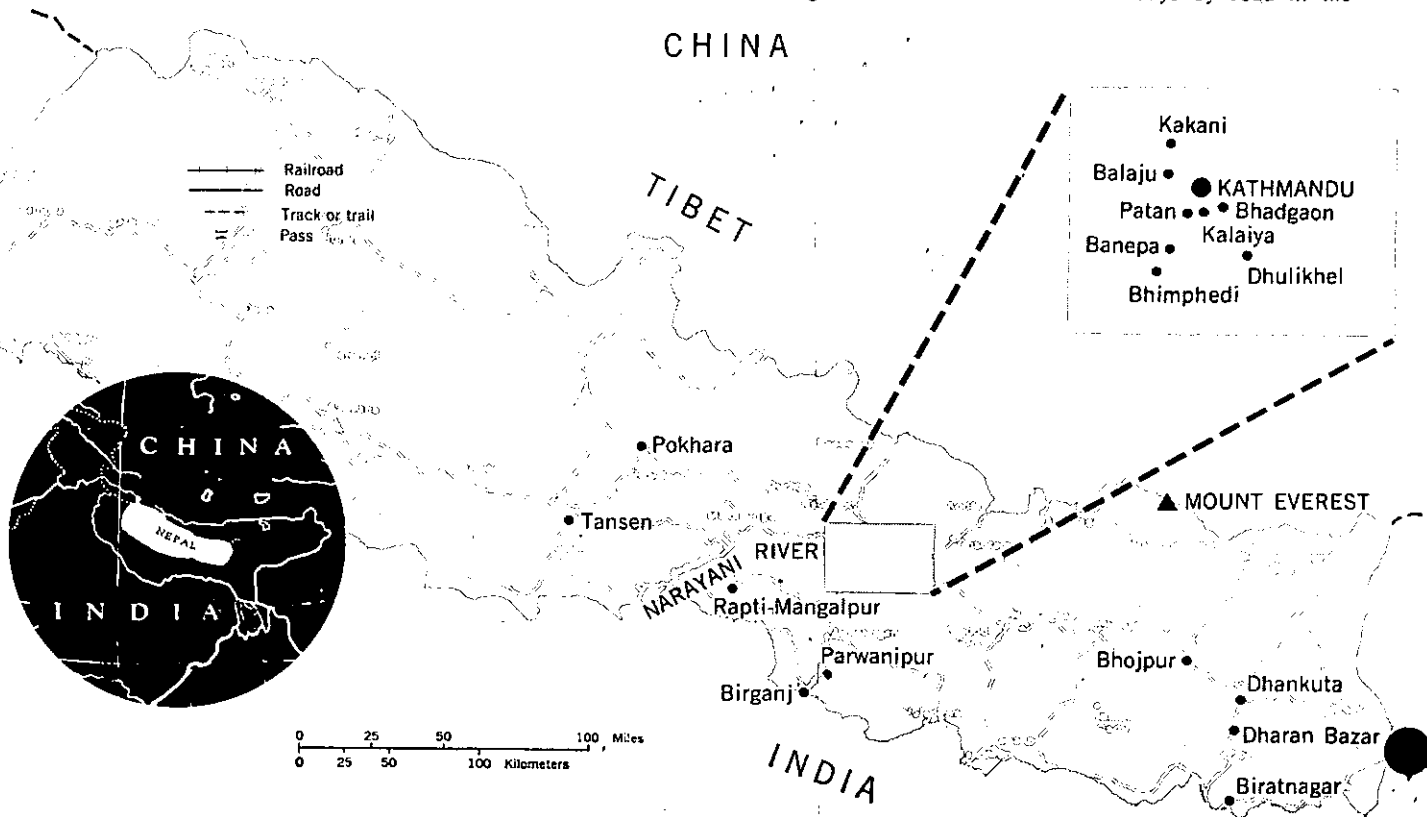 CHINA
TIBET
Railroad
Road
Track or trail
Pass
Kakani
Balaju
KATHMANDU
Patan
Bhadgaon
Kalaiya
Banepa
Dhulikhel
Bhimphedi
CHINA
NEPAL
INDIA
Pokhara
Tansen
MOUNT EVEREST
RIVER
NARAYANI
Rapti-Mangalpur
Parwanipur
Birganj
Bhojpur
Dhankuta
Dharan Bazar
Biratnagar
INDIA
0 25 50 100 Miles
0 25 50 100 Kilometers